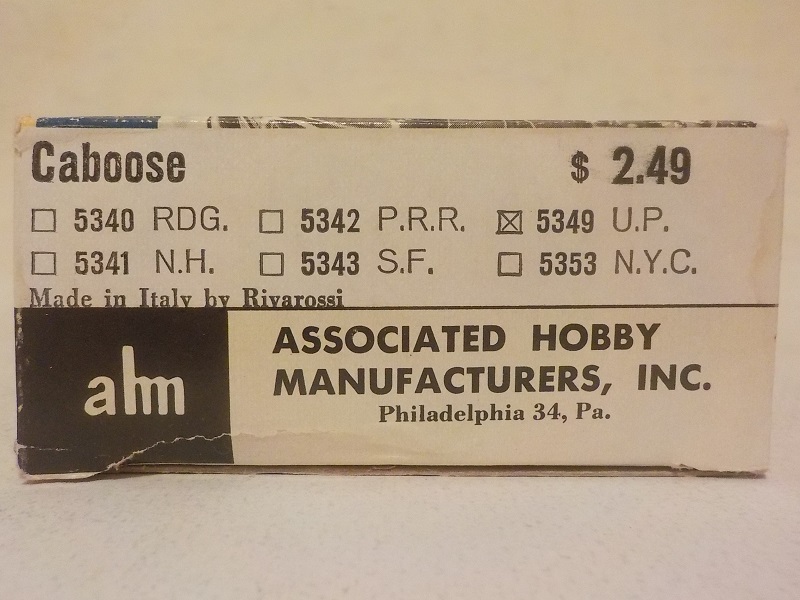 Caboose $ 2.49
☐ 5340 RDG. ☐ 5342 P.R.R. ☒ 5349 U.P.
☐ 5341 N.H. ☐ 5343 S.F. ☐ 5353 N.Y.C.
Made in Italy by Rivarossi
ahm
ASSOCIATED HOBBY
MANUFACTURERS, INC.
Philadelphia 34, Pa.